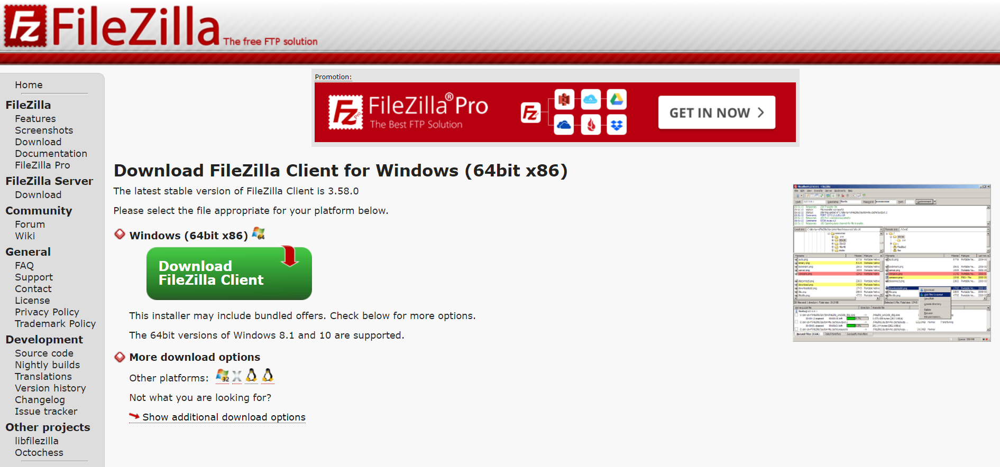 FileZilla The free FTP solution
Home
FileZilla
Features
Screenshots
Download
Documentation
FileZilla Pro
FileZilla Server
Download
Community
Forum
Wiki
General
FAQ
Support
Contact
License
Privacy Policy
Trademark Policy
Development
Source code
Nightly builds
Translations
Version history
Changelog
Issue tracker
Other projects
libfilezilla
Octochess
Promotion:
FileZilla® Pro
The Best FTP Solution
GET IN NOW
Download FileZilla Client for Windows (64bit x86)
The latest stable version of FileZilla Client is 3.58.0
Please select the file appropriate for your platform below.
Windows (64bit x86)
Download
FileZilla Client
This installer may include bundled offers. Check below for more options.
The 64bit versions of Windows 8.1 and 10 are supported.
More download options
Other platforms:
Not what you are looking for?
Show additional download options